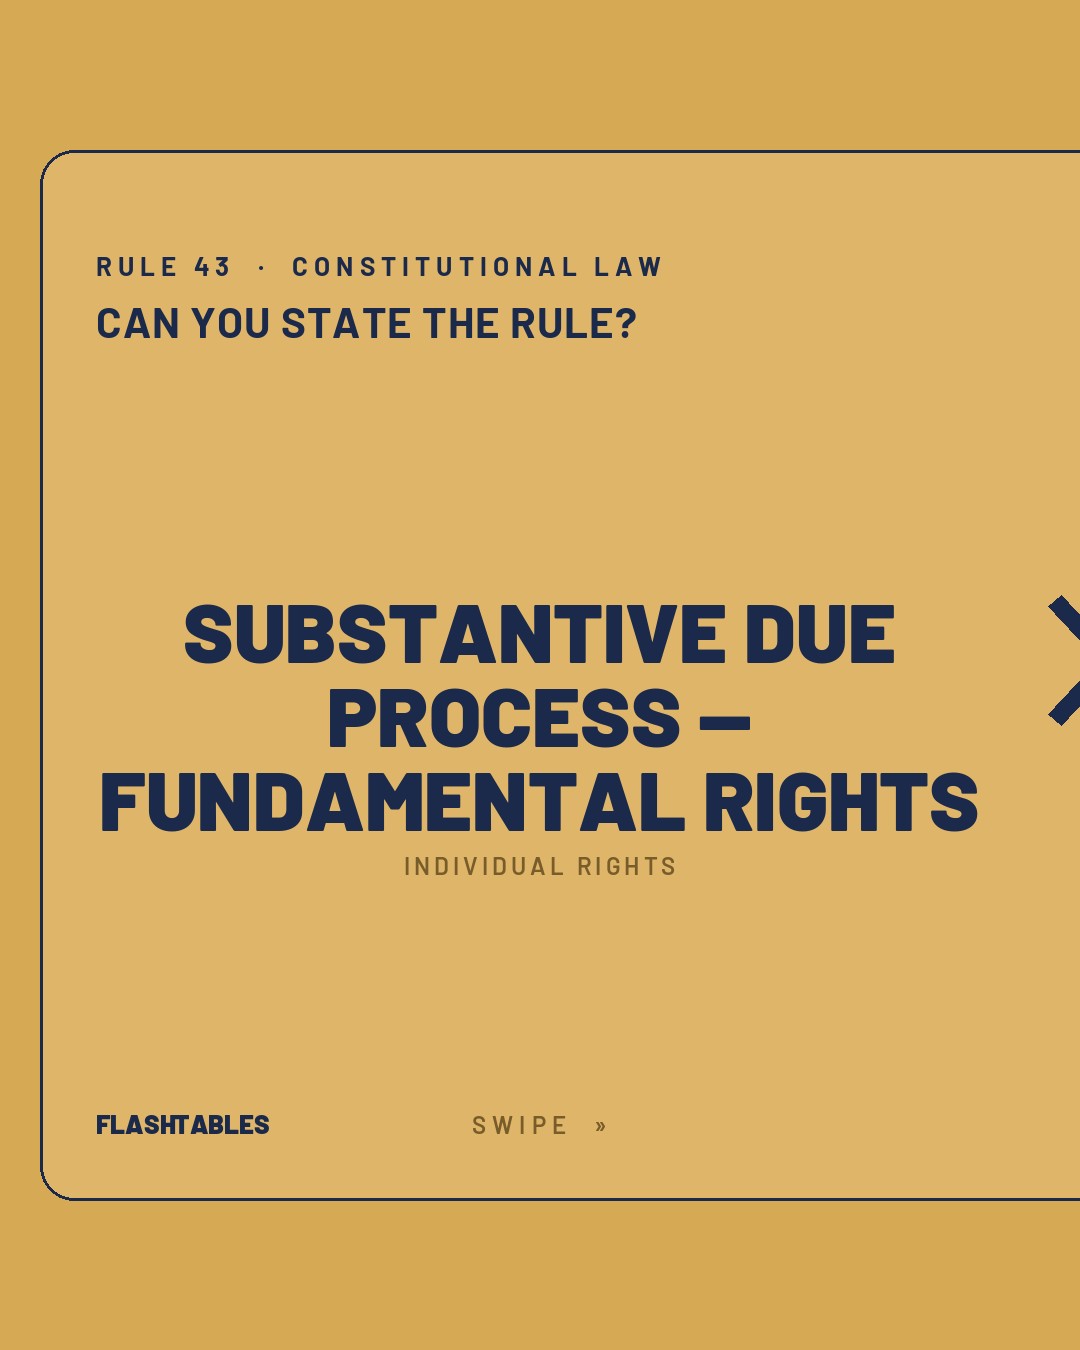 RULE 43 · CONSTITUTIONAL LAW
CAN YOU STATE THE RULE?
SUBSTANTIVE DUE
PROCESS —
FUNDAMENTAL RIGHTS
INDIVIDUAL RIGHTS
FLASHTABLES
SWIPE »